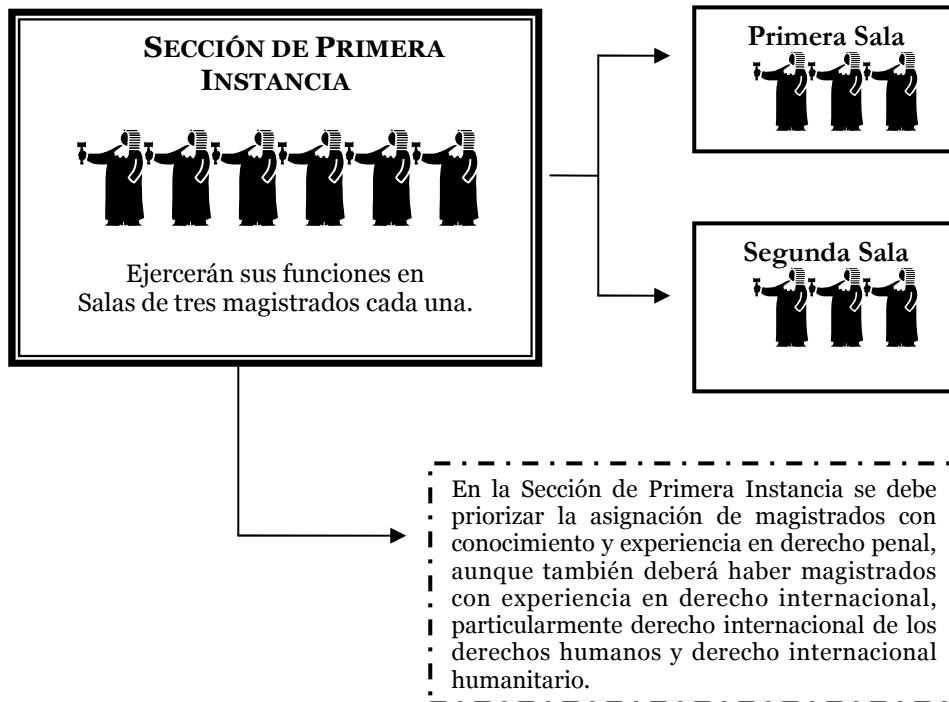 SECCIÓN DE PRIMERA
INSTANCIA
Ejercerán sus funciones en
Salas de tres magistrados cada una.
Primera Sala
Segunda Sala
En la Sección de Primera Instancia se debe
priorizar la asignación de magistrados con
conocimiento y experiencia en derecho penal,
aunque también deberá haber magistrados
con experiencia en derecho internacional,
particularmente derecho internacional de los
derechos humanos y derecho internacional
humanitario.